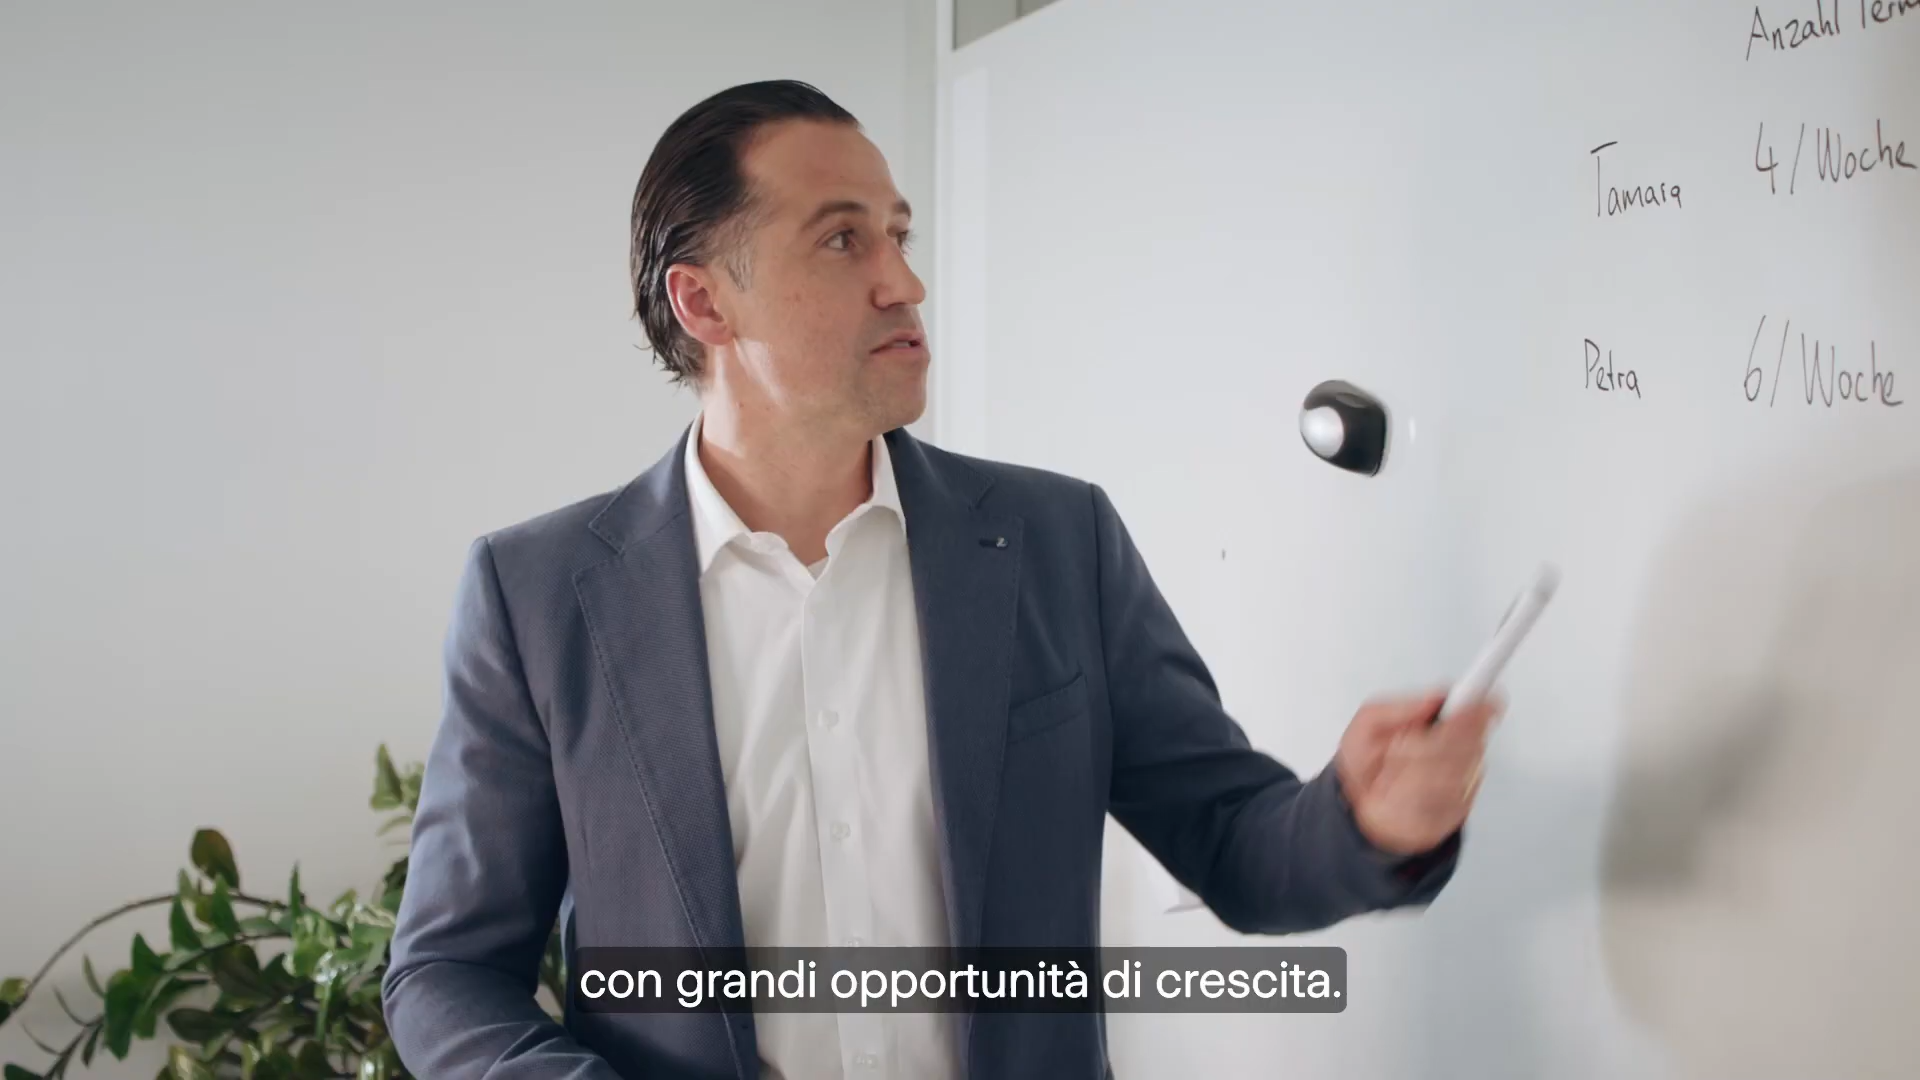 Anzahl
Tamara 4/Woche
Petra 6/Woche
con grandi opportunità di crescita.